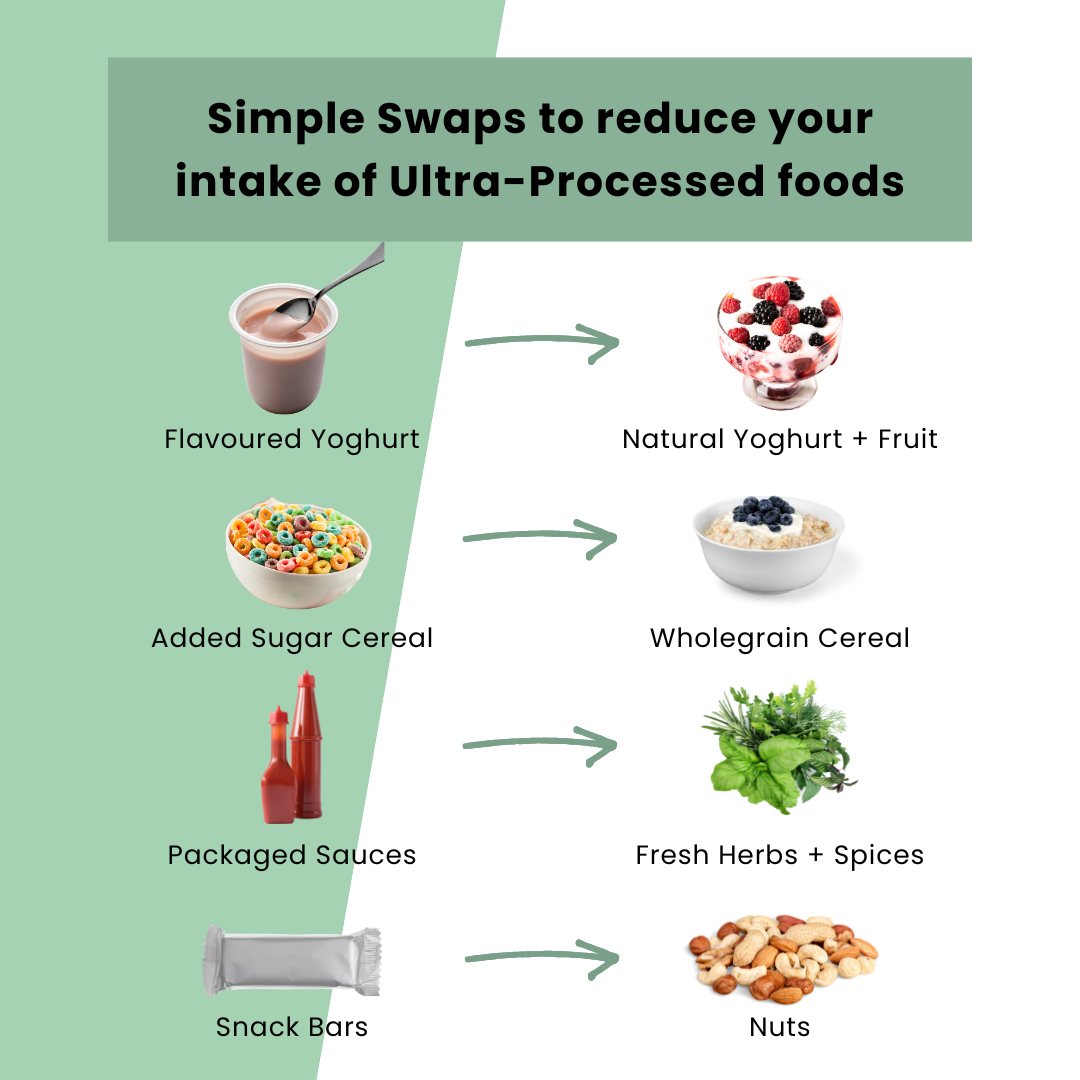 Simple Swaps to reduce your
intake of Ultra-Processed foods
Flavoured Yoghurt
Natural Yoghurt + Fruit
Added Sugar Cereal
Wholegrain Cereal
Packaged Sauces
Fresh Herbs + Spices
Snack Bars
Nuts